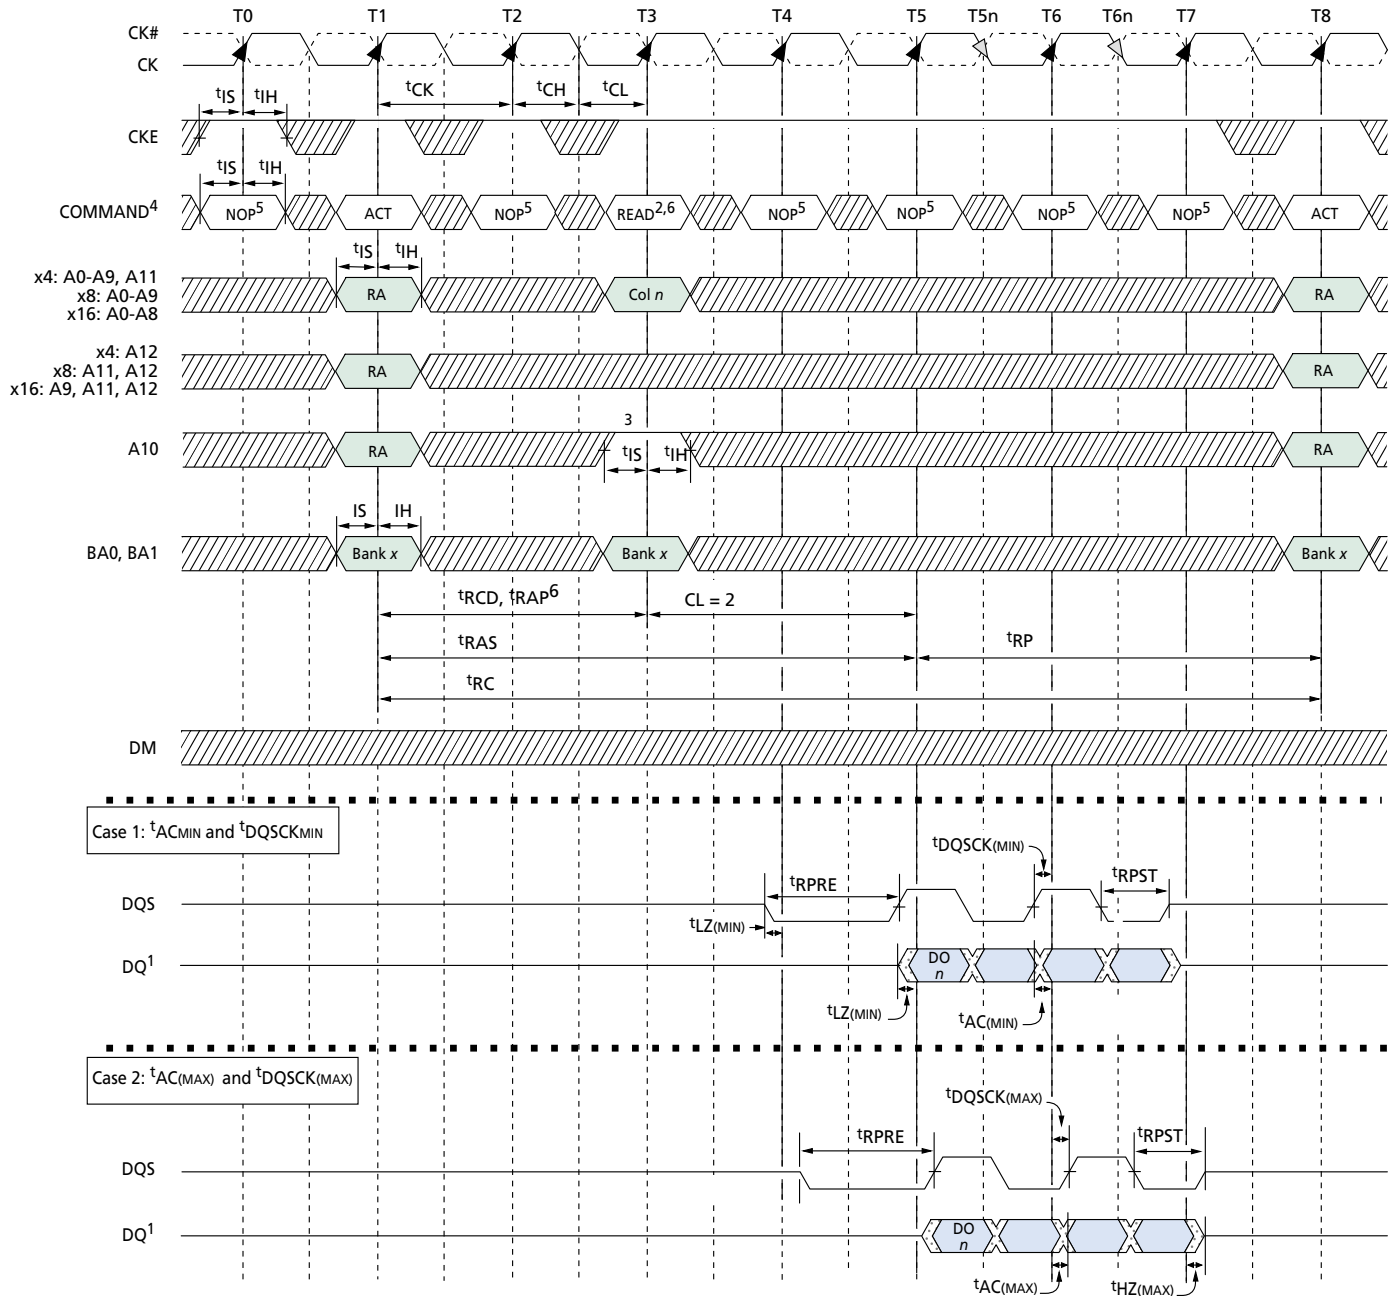 T0 T1 T2 T3 T4 T5 T5n T6 T6n T7 T8
CK#
CK
tCK tCH tCL
tIS tIH
CKE
tIS tIH
COMMAND4 NOP5 ACT NOP5 READ2,6 NOP5 NOP5 NOP5 NOP5 ACT
tIS tIH
x4: A0-A9, A11
x8: A0-A9
x16: A0-A8
RA Col n RA
x4: A12
x8: A11, A12
x16: A9, A11, A12
RA RA
3
A10 RA RA
tIS tIH
IS IH
BA0, BA1 Bank x Bank x Bank x
tRCD, tRAP6 CL = 2
tRAS tRP
tRC
DM
Case 1: tACMIN and tDQSCKMIN
tDQSCK(MIN)
tRPRE tRPST
DQS
tLZ(MIN)
DQ1 DO
n
tLZ(MIN) tAC(MIN)
Case 2: tAC(MAX) and tDQSCK(MAX)
tDQSCK(MAX)
tRPRE tRPST
DQS
DQ1 DO
n
tAC(MAX) tHZ(MAX)